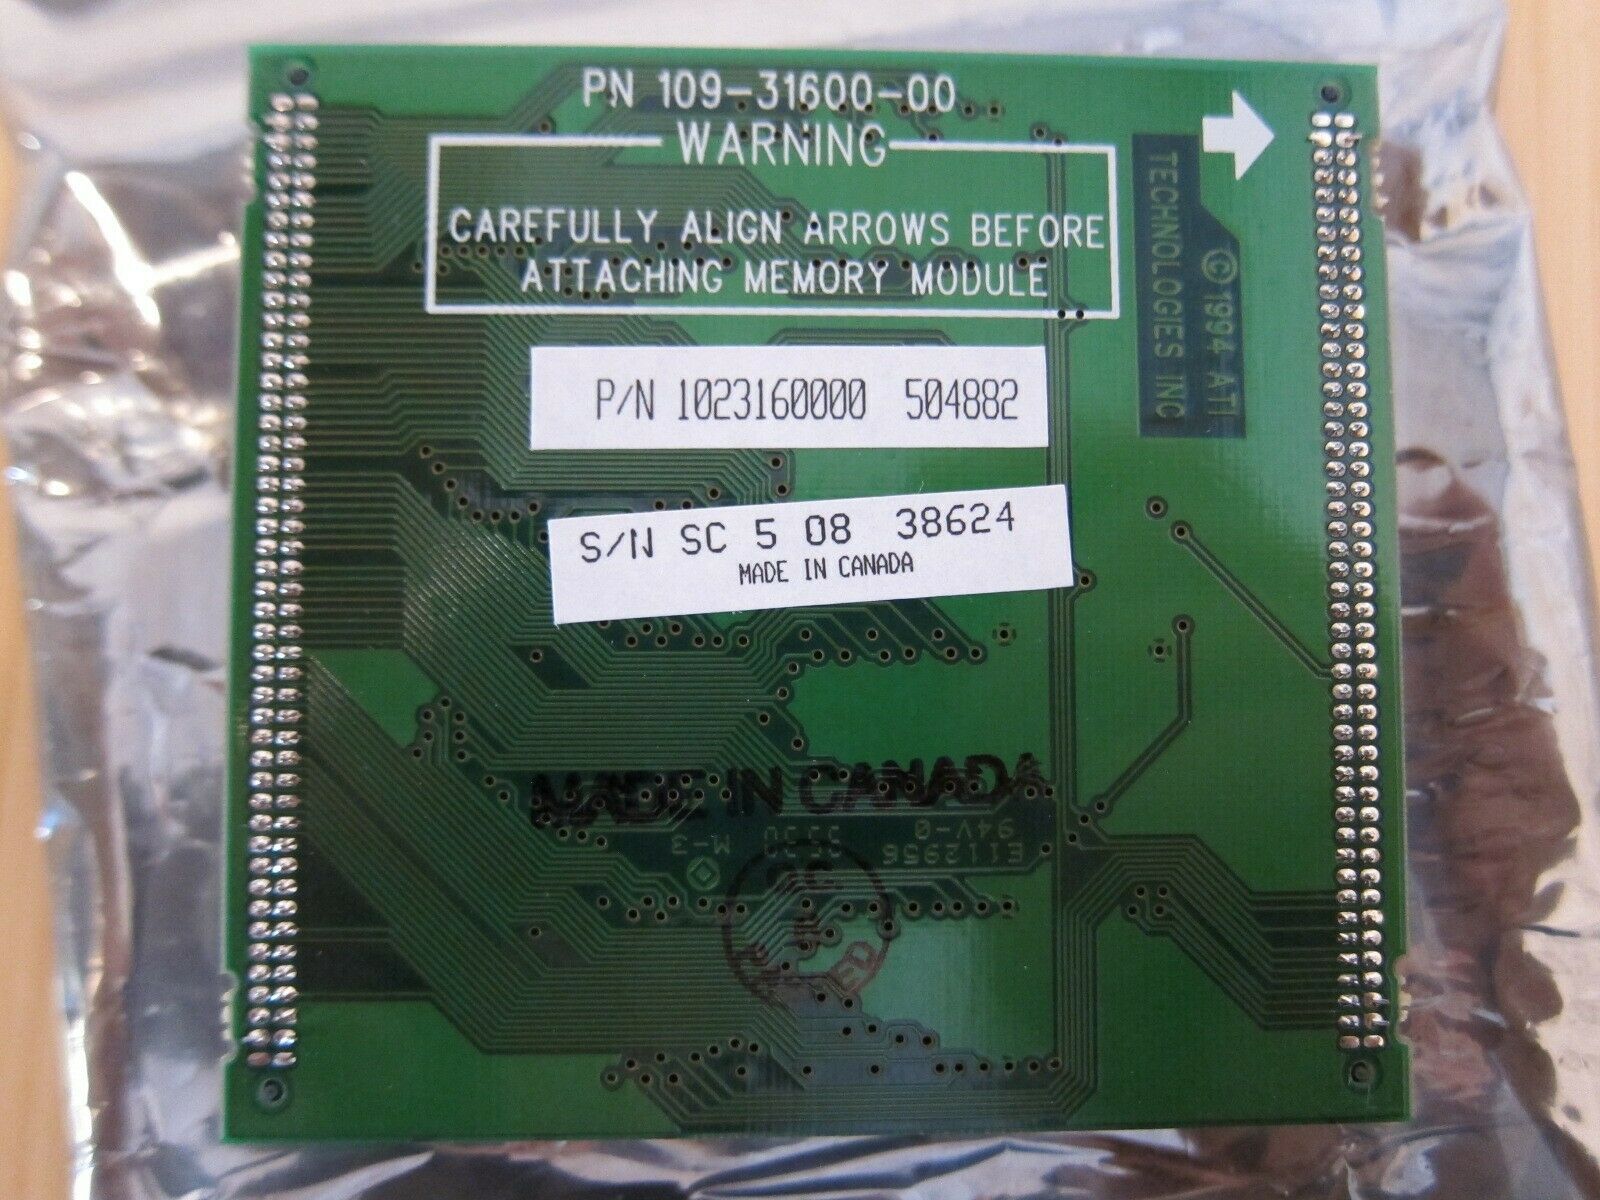 PN 109-31600-00
WARNING
CAREFULLY ALIGN ARROWS BEFORE
ATTACHING MEMORY MODULE
© 1994 ATI
TECHNOLOGES INC
P/N 1023160000 504882
S/N SC 5 08 38624
MADE IN CANADA
MADE IN CANADA
94V-0
E112956 M-3